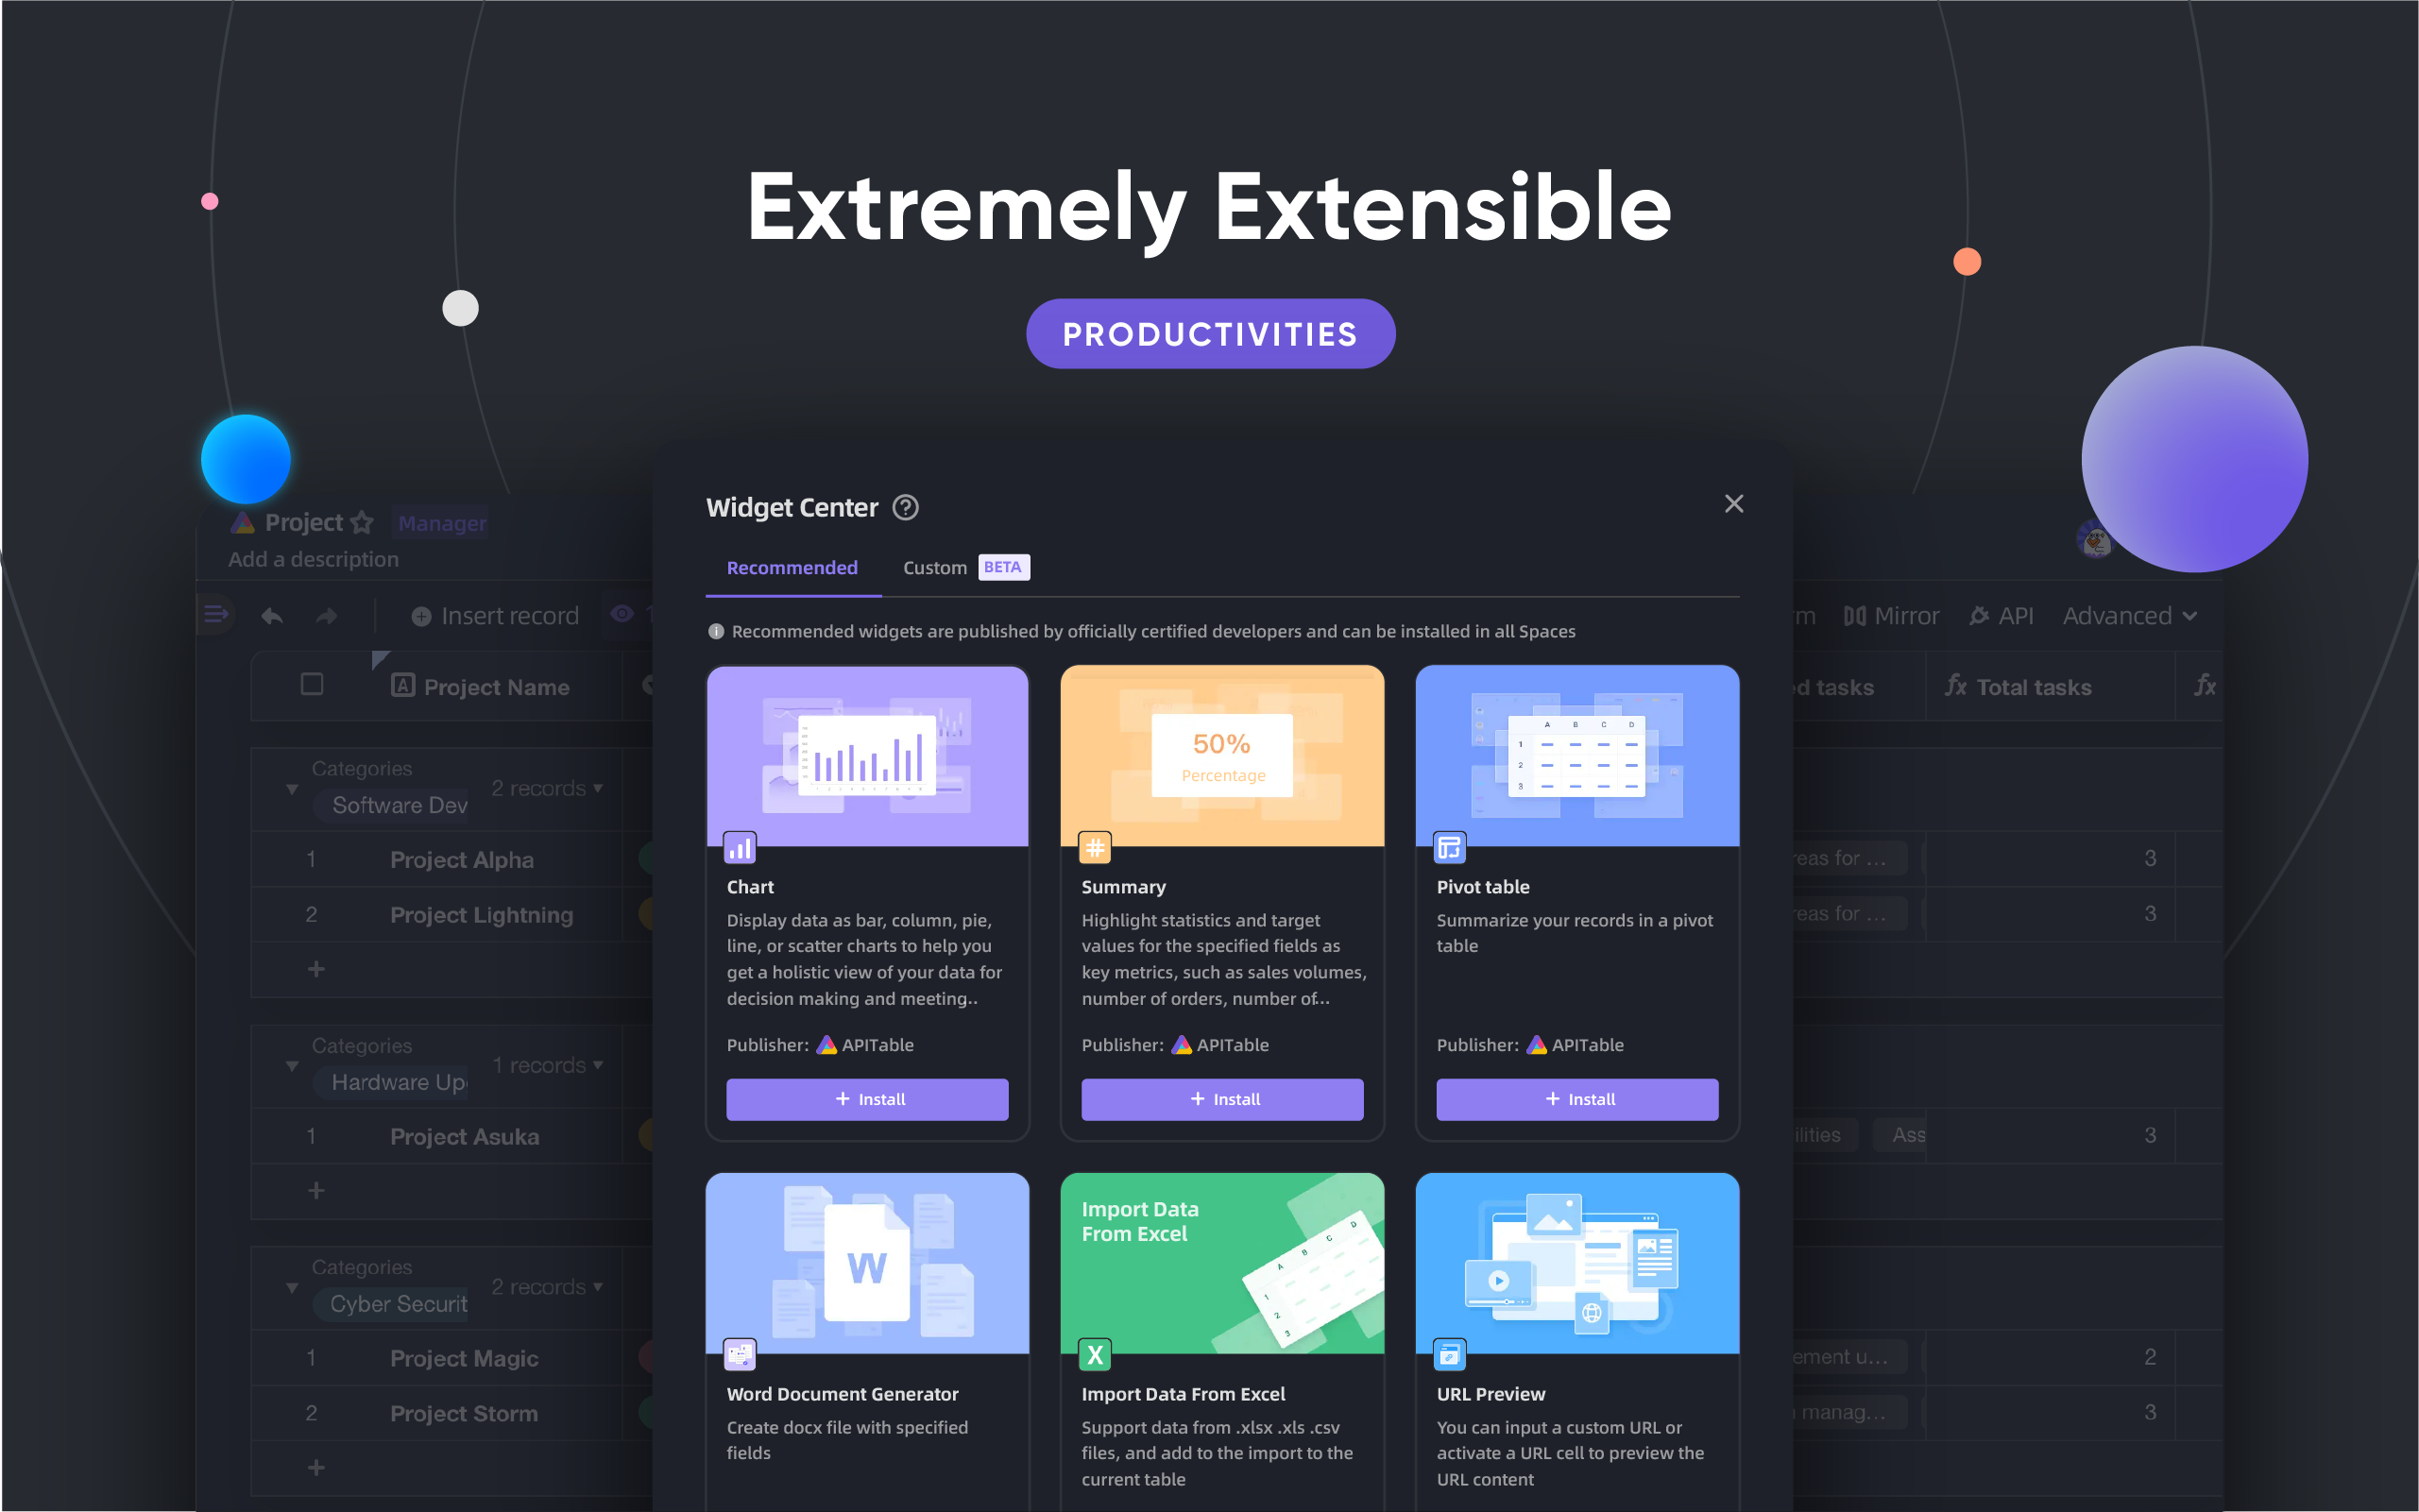 Extremely Extensible
PRODUCTIVITIES
Project
Manager
Add a description
Insert record
Mirror
API
Advanced
Project Name
tasks
Total tasks
Categories
Software Dev
2 records
1 Project Alpha
3
2 Project Lightning
3
Categories
Hardware Up
1 records
1 Project Asuka
Ass
3
Categories
Cyber Securit
2 records
1 Project Magic
2
2 Project Storm
manag...
3
Widget Center
Recommended
Custom BETA
Recommended widgets are published by officially certified developers and can be installed in all Spaces
50%
Percentage
A B C D
1
2
3
Chart
Display data as bar, column, pie,
line, or scatter charts to help you
get a holistic view of your data for
decision making and meeting..
Publisher: APITable
+ Install
Summary
Highlight statistics and target
values for the specified fields as
key metrics, such as sales volumes,
number of orders, number of...
Publisher: APITable
+ Install
Pivot table
Summarize your records in a pivot
table
Publisher: APITable
+ Install
W
Word Document Generator
Create docx file with specified
fields
Import Data
From Excel
A B C D
1
2
3
X
Import Data From Excel
Support data from .xlsx .xls .csv
files, and add to the import to the
current table
URL Preview
You can input a custom URL or
activate a URL cell to preview the
URL content